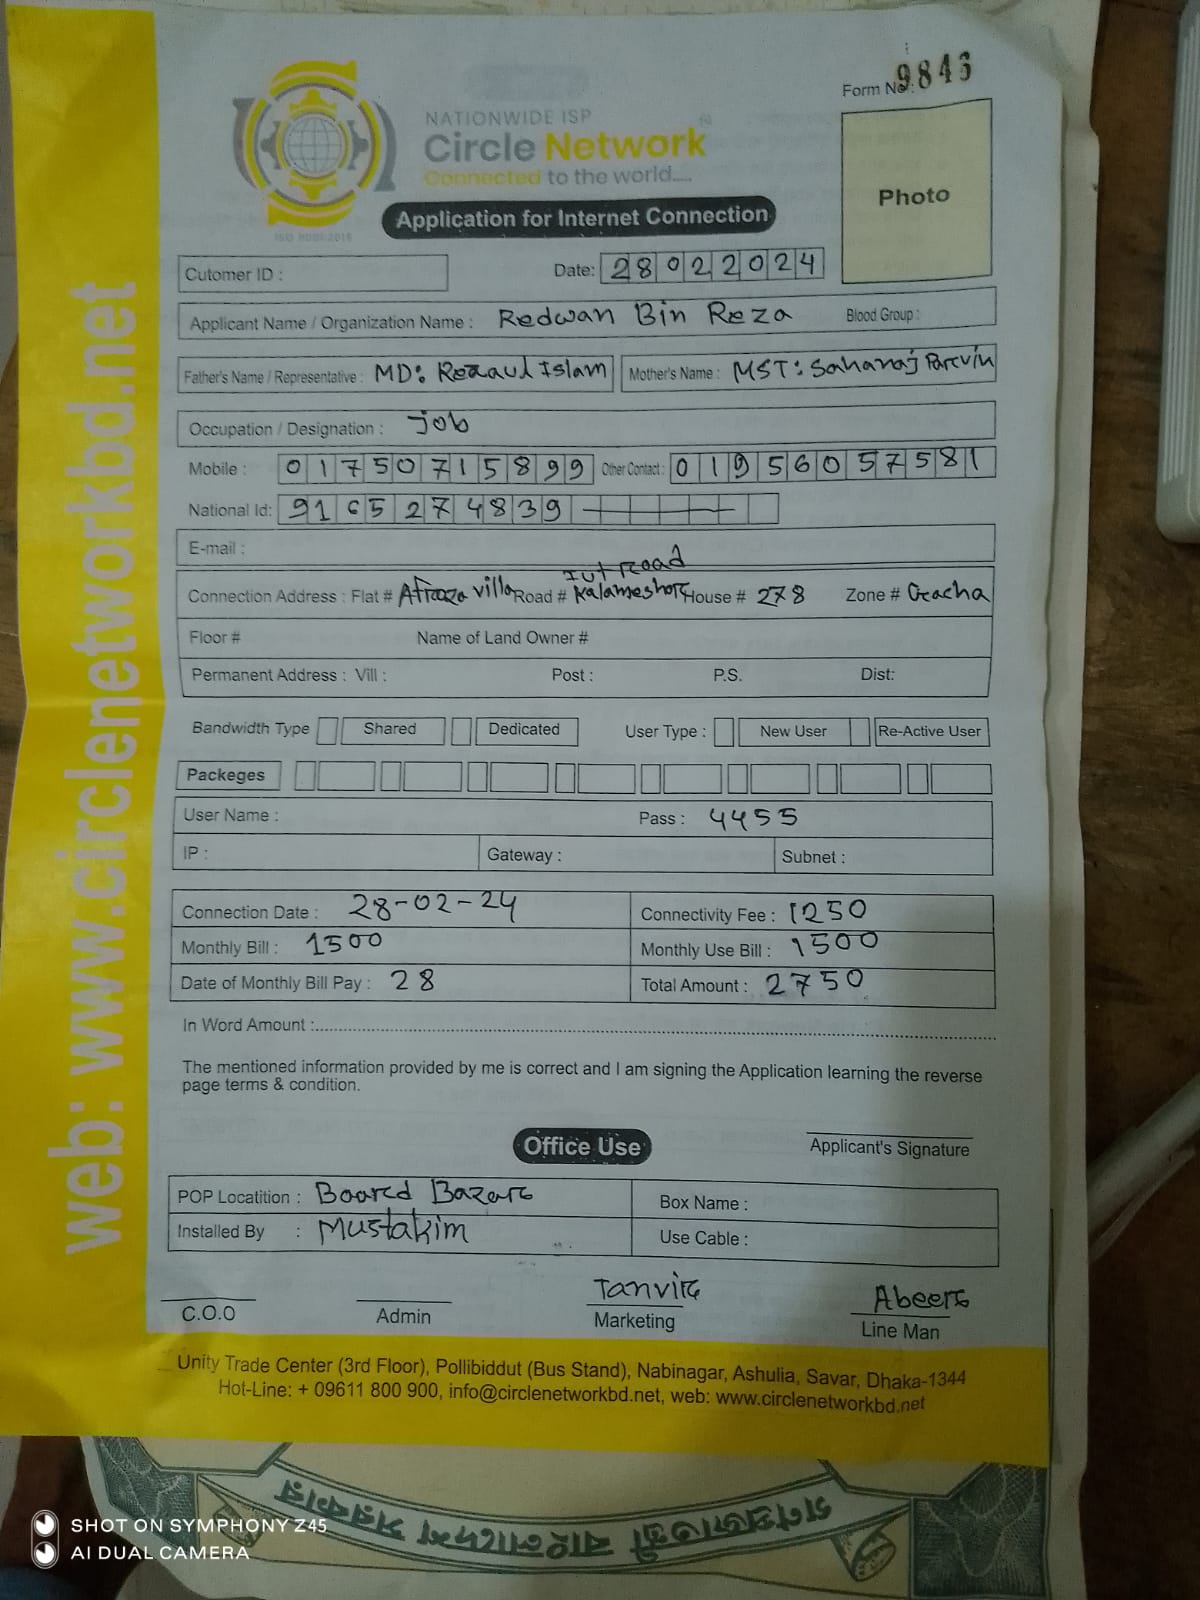 Form No: 9846
NATIONWIDE ISP
Circle Network
Connected to the world....
ISO 9001:2015
Application for Internet Connection
Photo
Cutomer ID :
Date: 28022024
Applicant Name / Organization Name : Redwan Bin Reza Blood Group :
Father's Name / Representative : MD: Rezaul Islam Mother's Name : MST: Sahanaj Parvin
Occupation / Designation : job
Mobile : 01750715899 Other Contact : 01956057581
National Id: 9165274839
E-mail :
Iut Road
Connection Address : Flat # Afroza villa Road # Kalameshor House # 278 Zone # Gacha
Floor # Name of Land Owner #
Permanent Address : Vill : Post : P.S. Dist:
Bandwidth Type Shared Dedicated User Type : New User Re-Active User
Packeges
User Name : Pass : 4455
IP : Gateway : Subnet :
Connection Date : 28-02-24 Connectivity Fee : 1250
Monthly Bill : 1500 Monthly Use Bill : 1500
Date of Monthly Bill Pay : 28 Total Amount : 2750
In Word Amount :
The mentioned information provided by me is correct and I am signing the Application learning the reverse
page terms & condition.
Office Use
Applicant's Signature
POP Locatition : Board Bazar Box Name :
Installed By : Mustakim Use Cable :
Tanvir Abeer
C.O.O Admin Marketing Line Man
Unity Trade Center (3rd Floor), Pollibiddut (Bus Stand), Nabinagar, Ashulia, Savar, Dhaka-1344
Hot-Line: + 09611 800 900, info@circlenetworkbd.net, web: www.circlenetworkbd.net
web: www.circlenetworkbd.net
গণপ্রজাতন্ত্রী বাংলাদেশ সরকার
SHOT ON SYMPHONY Z45
AI DUAL CAMERA